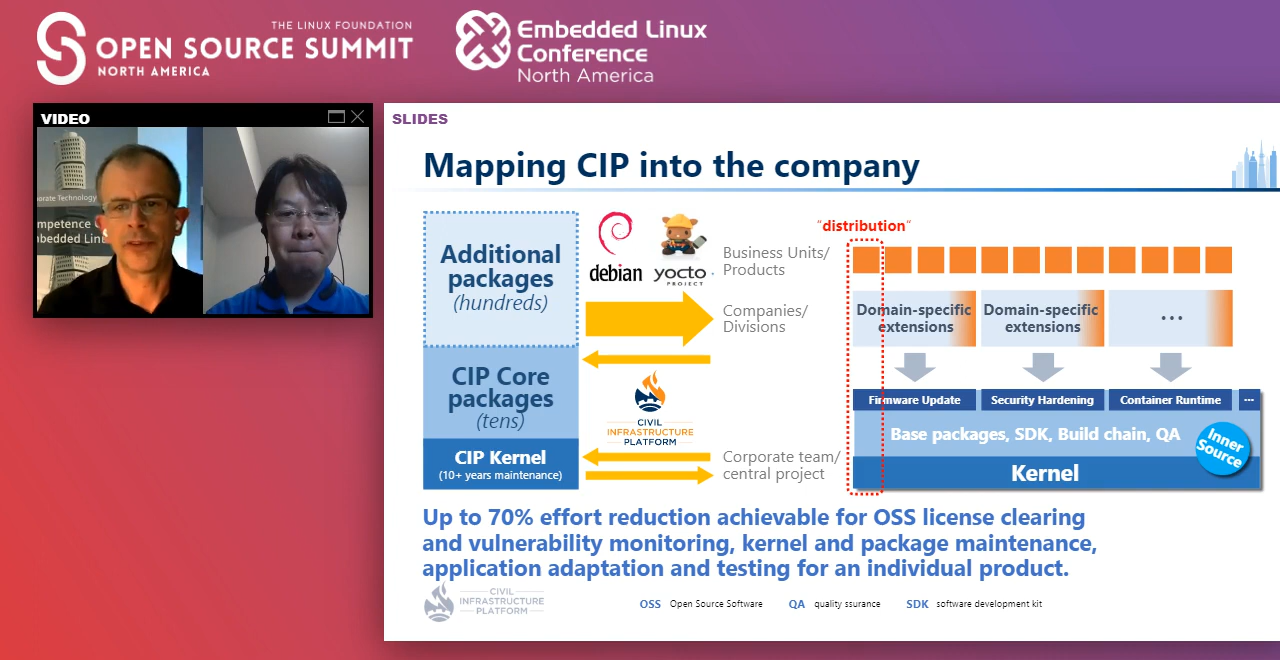 THE LINUX FOUNDATION
OPEN SOURCE SUMMIT
NORTH AMERICA
Embedded Linux
Conference
North America
VIDEO
orate Technology
mpetence C
nbedded Lin
SLIDES
Mapping CIP into the company
Additional
packages
(hundreds)
debian
yocto
PROJECT
Business Units/
Products
Companies/
Divisions
"distribution"
Domain-specific
extensions
Domain-specific
extensions
...
CIP Core
packages
(tens)
CIVIL
INFRASTRUCTURE
PLATFORM
Firmware Update
Security Hardening
Container Runtime
...
Base packages, SDK, Build chain, QA
Inner
Source
CIP Kernel
(10+ years maintenance)
Corporate team/
central project
Kernel
Up to 70% effort reduction achievable for OSS license clearing
and vulnerability monitoring, kernel and package maintenance,
application adaptation and testing for an individual product.
CIVIL
INFRASTRUCTURE
PLATFORM
OSS Open Source Software QA quality ssurance SDK software development kit